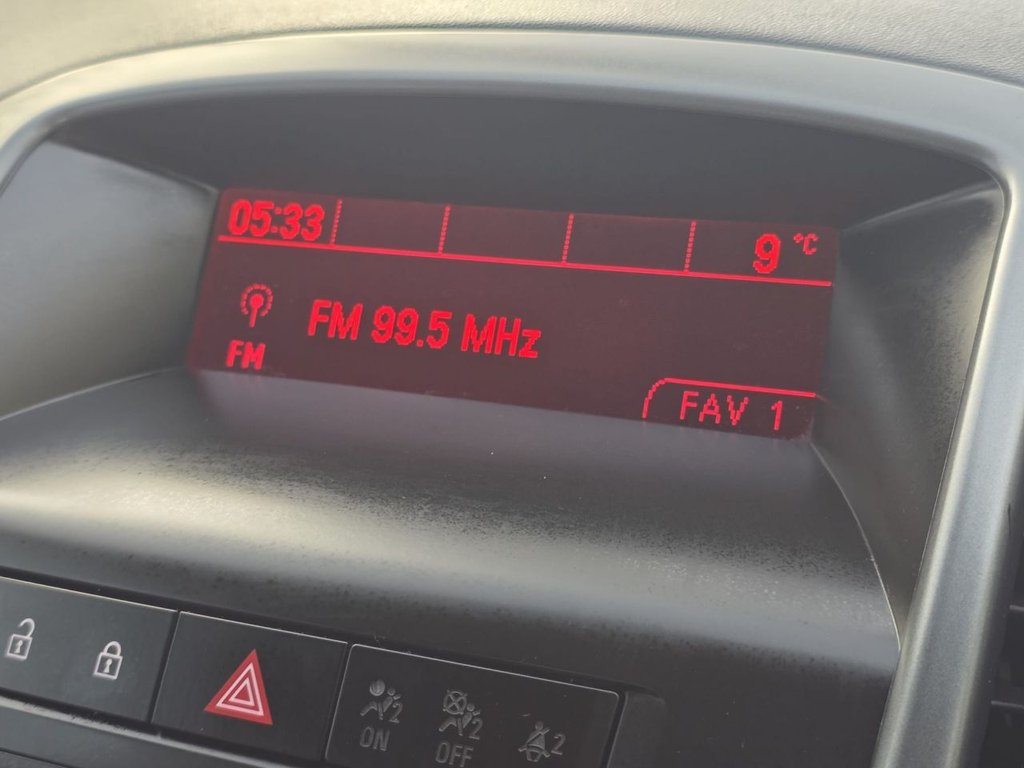 05:33 9 °C
FM 99.5 MHz
FM
FAV 1
2 2 2
ON OFF